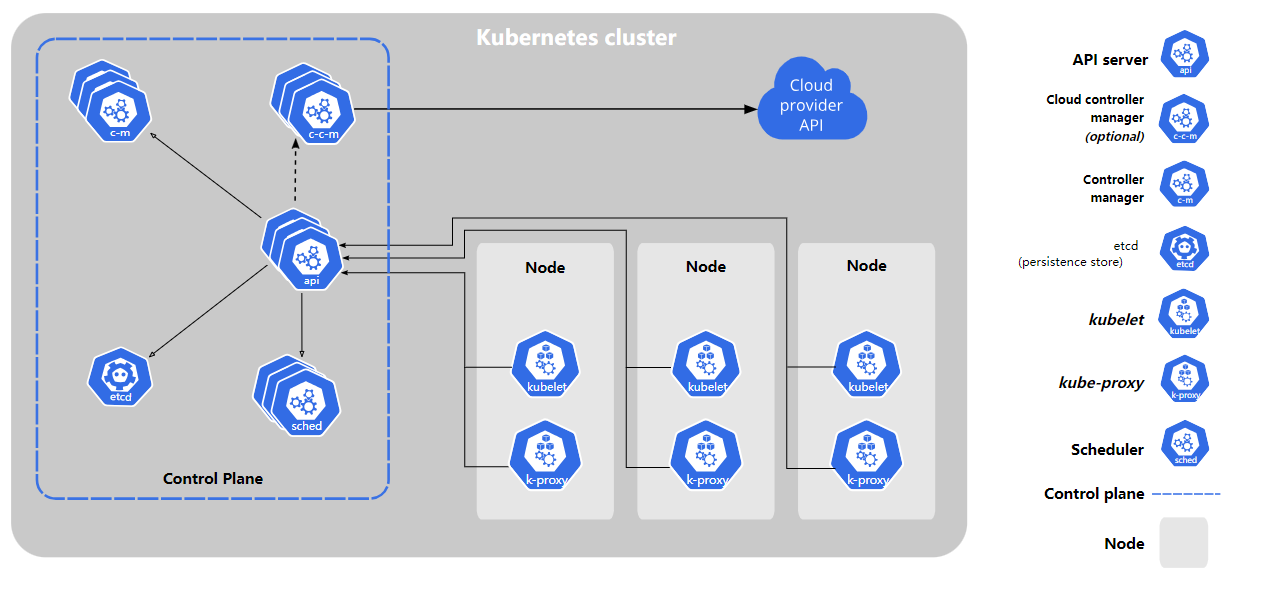 Kubernetes cluster
c-m
c-c-m
Cloud
provider
API
api
etcd
sched
Control Plane
Node
kubelet
k-proxy
Node
kubelet
k-proxy
Node
kubelet
k-proxy
API server
api
Cloud controller
manager
(optional)
c-c-m
Controller
manager
c-m
etcd
(persistence store)
etcd
kubelet
kubelet
kube-proxy
k-proxy
Scheduler
sched
Control plane
Node